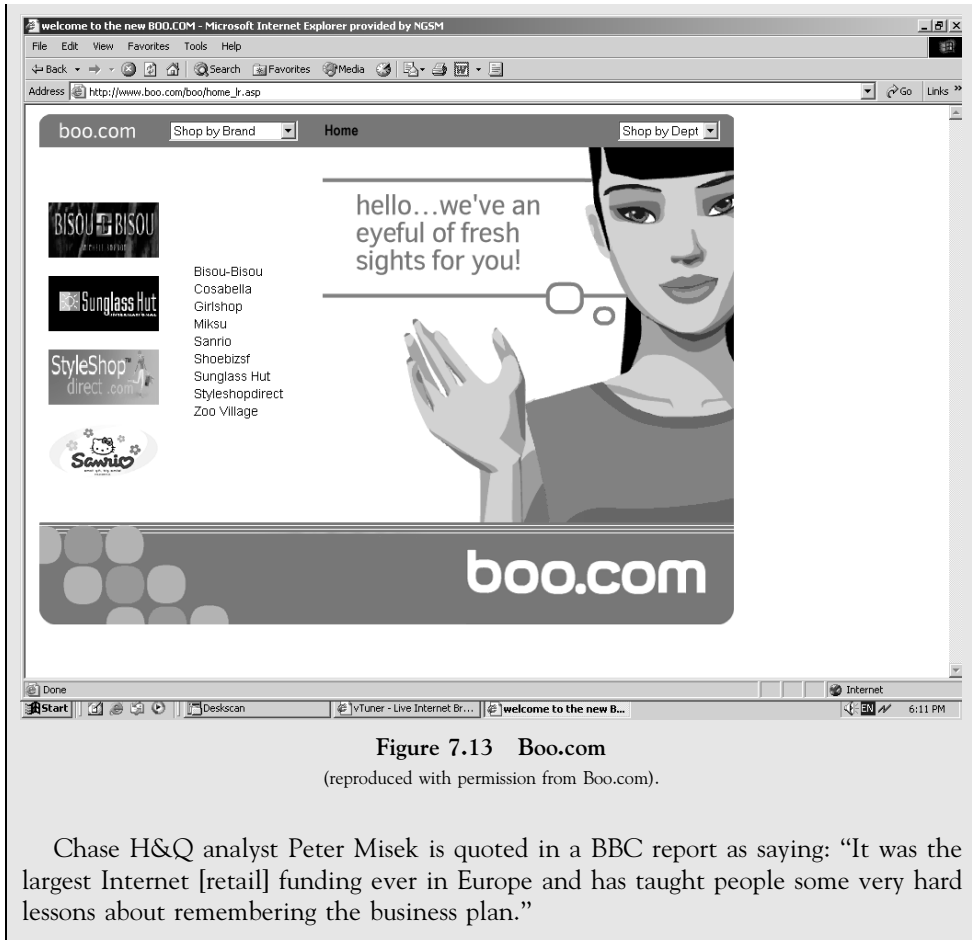 welcome to the new BOO.COM - Microsoft Internet Explorer provided by NGSM
File Edit View Favorites Tools Help
Back Search Favorites Media
Address http://www.boo.com/boo/home_lr.asp Go Links »
boo.com Shop by Brand Home Shop by Dept
hello...we've an
eyeful of fresh
sights for you!
BISOU BISOU
Sunglass Hut
StyleShop
direct.com
Sanrio
Bisou-Bisou
Cosabella
Girlshop
Miksu
Sanrio
Shoebizsf
Sunglass Hut
Styleshopdirect
Zoo Village
boo.com
Done Internet
Start Deskscan vTuner - Live Internet Br... welcome to the new B... EN 6:11 PM
Figure 7.13 Boo.com
(reproduced with permission from Boo.com).
Chase H&Q analyst Peter Misek is quoted in a BBC report as saying: “It was the
largest Internet [retail] funding ever in Europe and has taught people some very hard
lessons about remembering the business plan.”